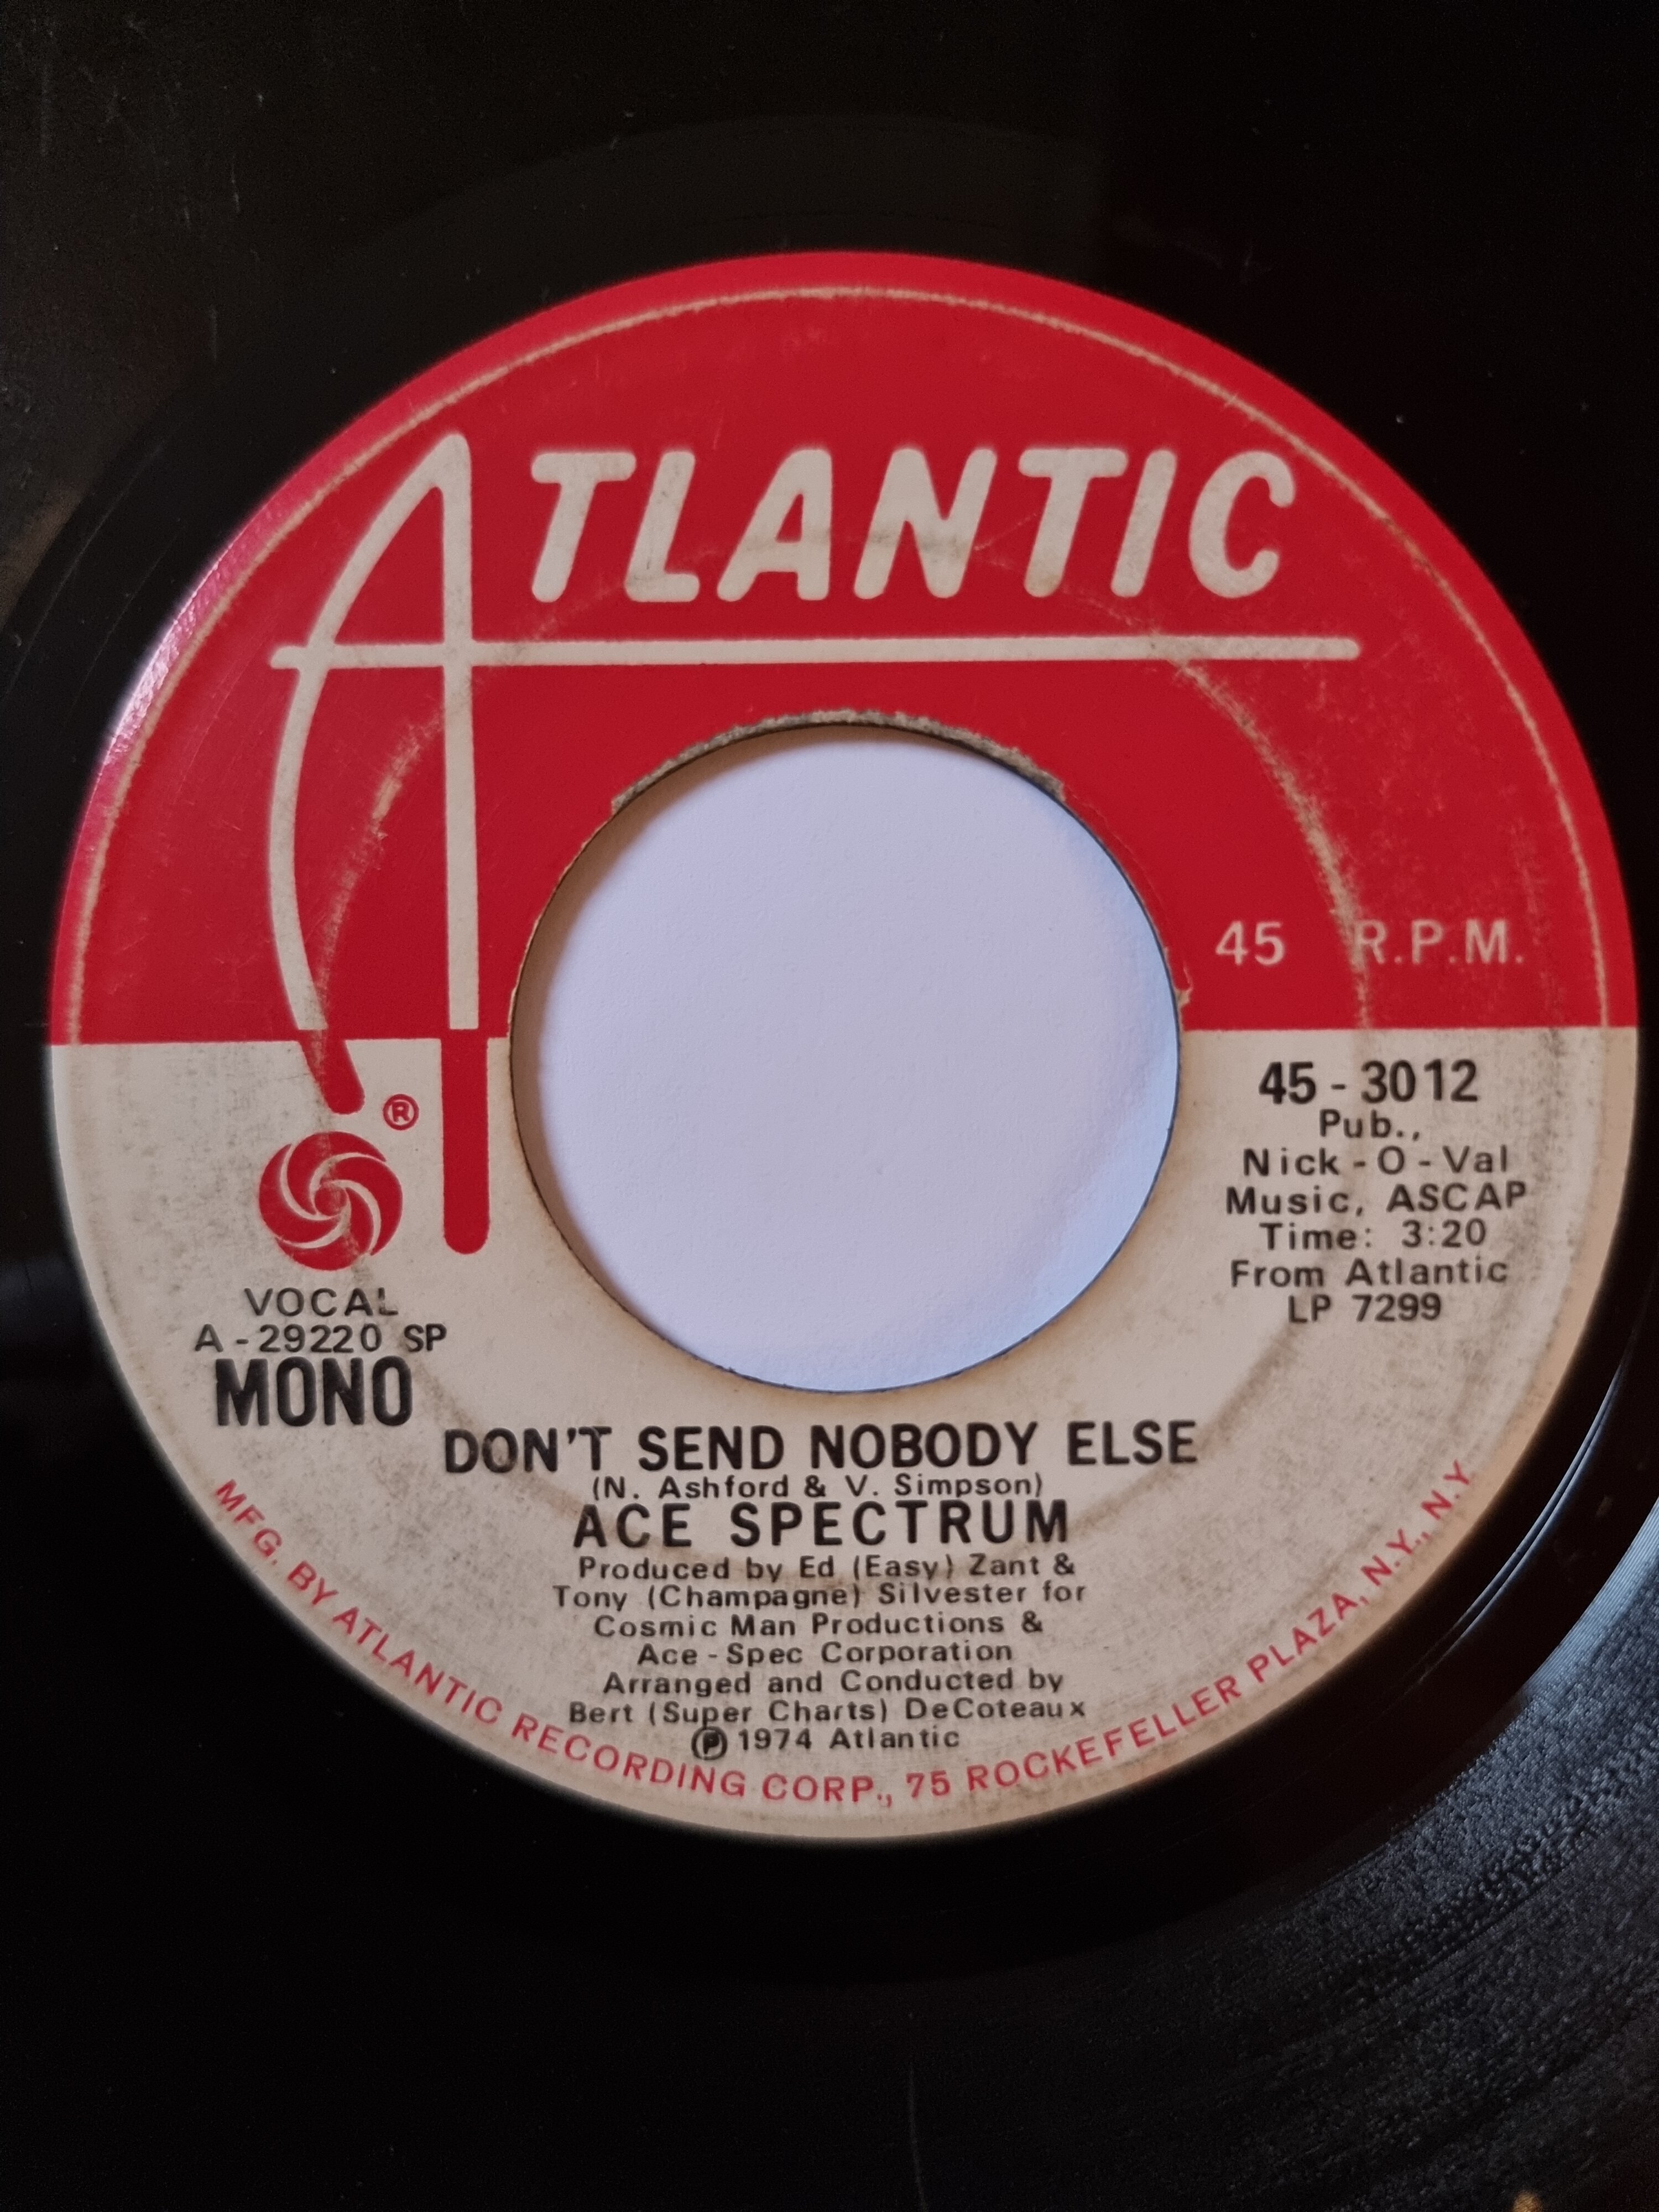 ATLANTIC
45 R.P.M.
®
45-3012
Pub.,
Nick-O-Val
Music, ASCAP
Time: 3:20
From Atlantic
LP 7299
VOCAL
A-29220 SP
MONO
DON'T SEND NOBODY ELSE
(N. Ashford & V. Simpson)
ACE SPECTRUM
Produced by Ed (Easy) Zant &
Tony (Champagne) Silvester for
Cosmic Man Productions &
Ace-Spec Corporation
Arranged and Conducted by
Bert (Super Charts) DeCoteaux
℗ 1974 Atlantic
MFG. BY ATLANTIC RECORDING CORP., 75 ROCKEFELLER PLAZA, N.Y., N.Y